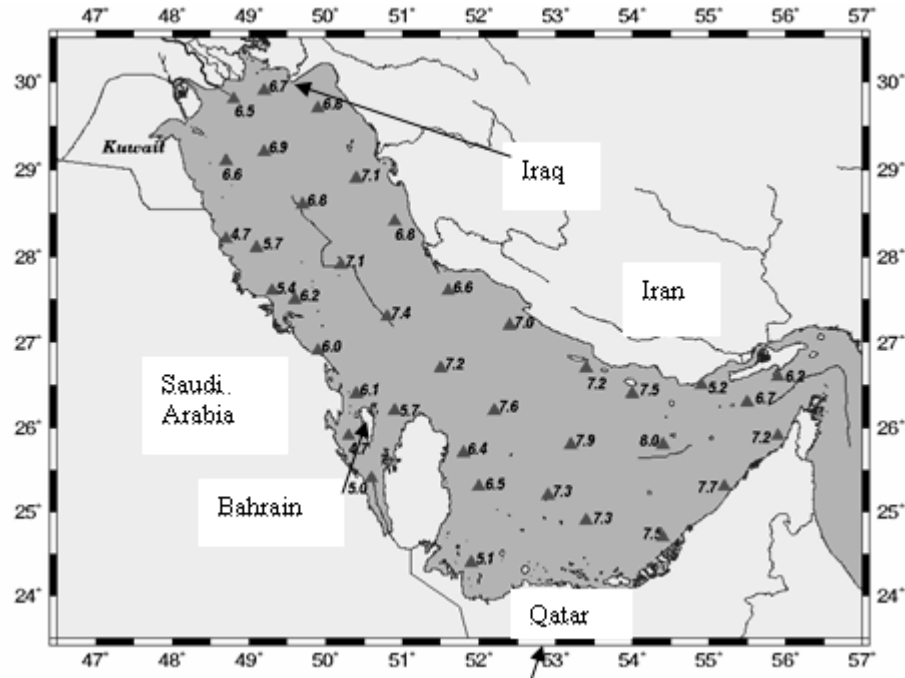 47° 48° 49° 50° 51° 52° 53° 54° 55° 56° 57°
30° 30°
6.7
6.5 6.8
Kuwait 6.9
29° 29°
6.6 7.1
Iraq
6.8
4.7 6.8
28° 5.7 28°
7.1
5.4 6.2 6.6 Iran
7.4 7.0
27° 27°
6.0
Saudi 7.2 7.2 7.5 5.2 6.2
Arabia 6.1 6.7
26° 5.7 7.6 26°
4.7 6.4 7.9 8.0 7.2
5.0 6.5 7.3 7.7
Bahrain
25° 25°
7.3 7.5
5.1
24° 24°
Qatar
47° 48° 49° 50° 51° 52° 53° 54° 55° 56° 57°